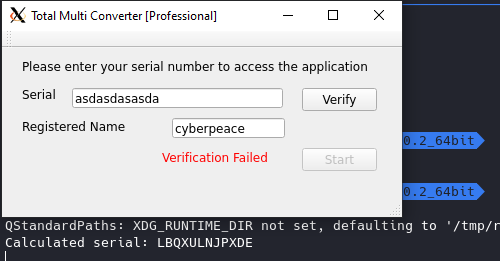 Total Multi Converter [Professional]
Please enter your serial number to access the application
Serial asdasdasasda Verify
Registered Name cyberpeace
Verification Failed Start
0.2_64bit
0.2_64bit
QStandardPaths: XDG_RUNTIME_DIR not set, defaulting to '/tmp/r
Calculated serial: LBQXULNJPXDE